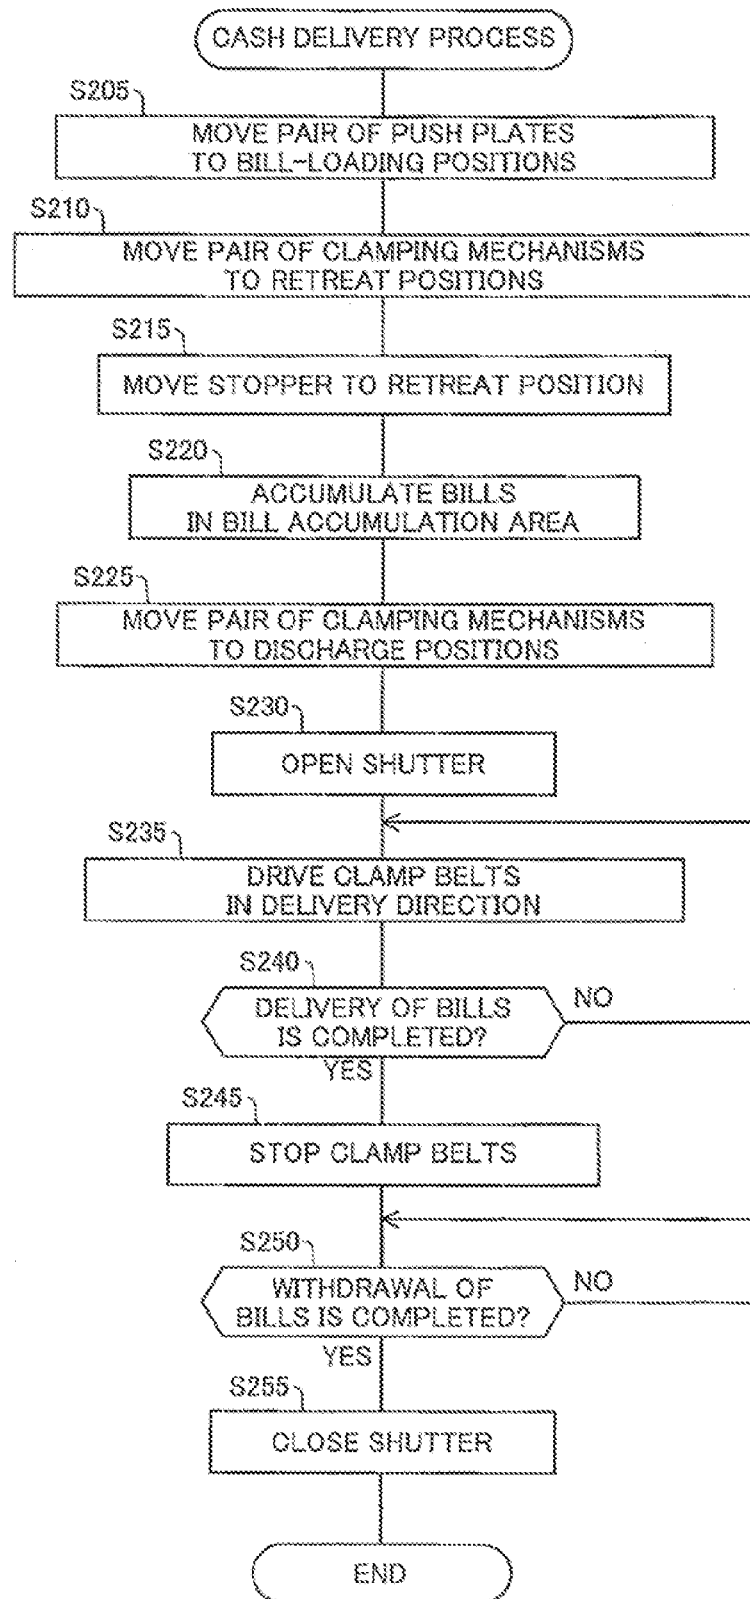 CASH DELIVERY PROCESS
S205
MOVE PAIR OF PUSH PLATES
TO BILL-LOADING POSITIONS
S210
MOVE PAIR OF CLAMPING MECHANISMS
TO RETREAT POSITIONS
S215
MOVE STOPPER TO RETREAT POSITION
S220
ACCUMULATE BILLS
IN BILL ACCUMULATION AREA
S225
MOVE PAIR OF CLAMPING MECHANISMS
TO DISCHARGE POSITIONS
S230
OPEN SHUTTER
S235
DRIVE CLAMP BELTS
IN DELIVERY DIRECTION
S240
DELIVERY OF BILLS
IS COMPLETED?
NO
YES
S245
STOP CLAMP BELTS
S250
WITHDRAWAL OF
BILLS IS COMPLETED?
NO
YES
S255
CLOSE SHUTTER
END